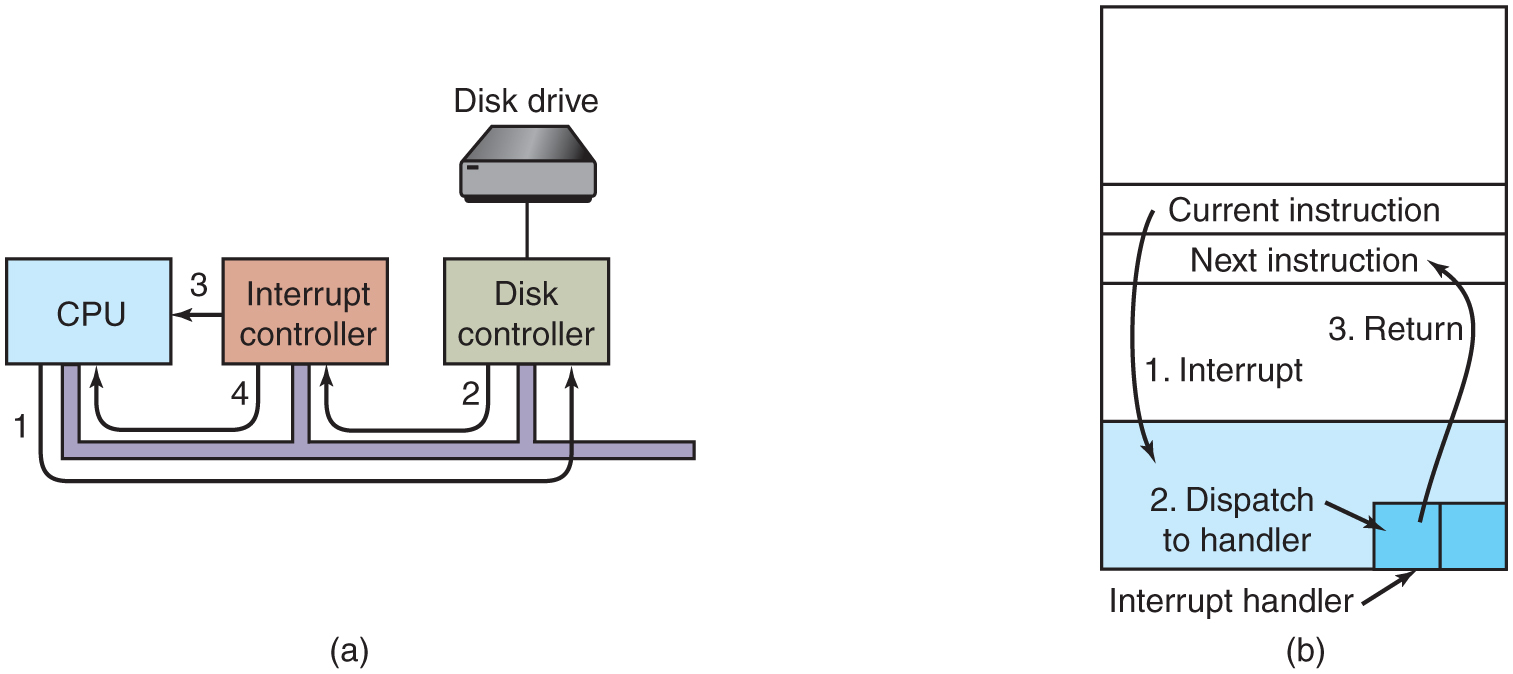 Disk drive
CPU
3
Interrupt
controller
Disk
controller
1
4
2
(a)
Current instruction
Next instruction
3. Return
1. Interrupt
2. Dispatch
to handler
Interrupt handler
(b)